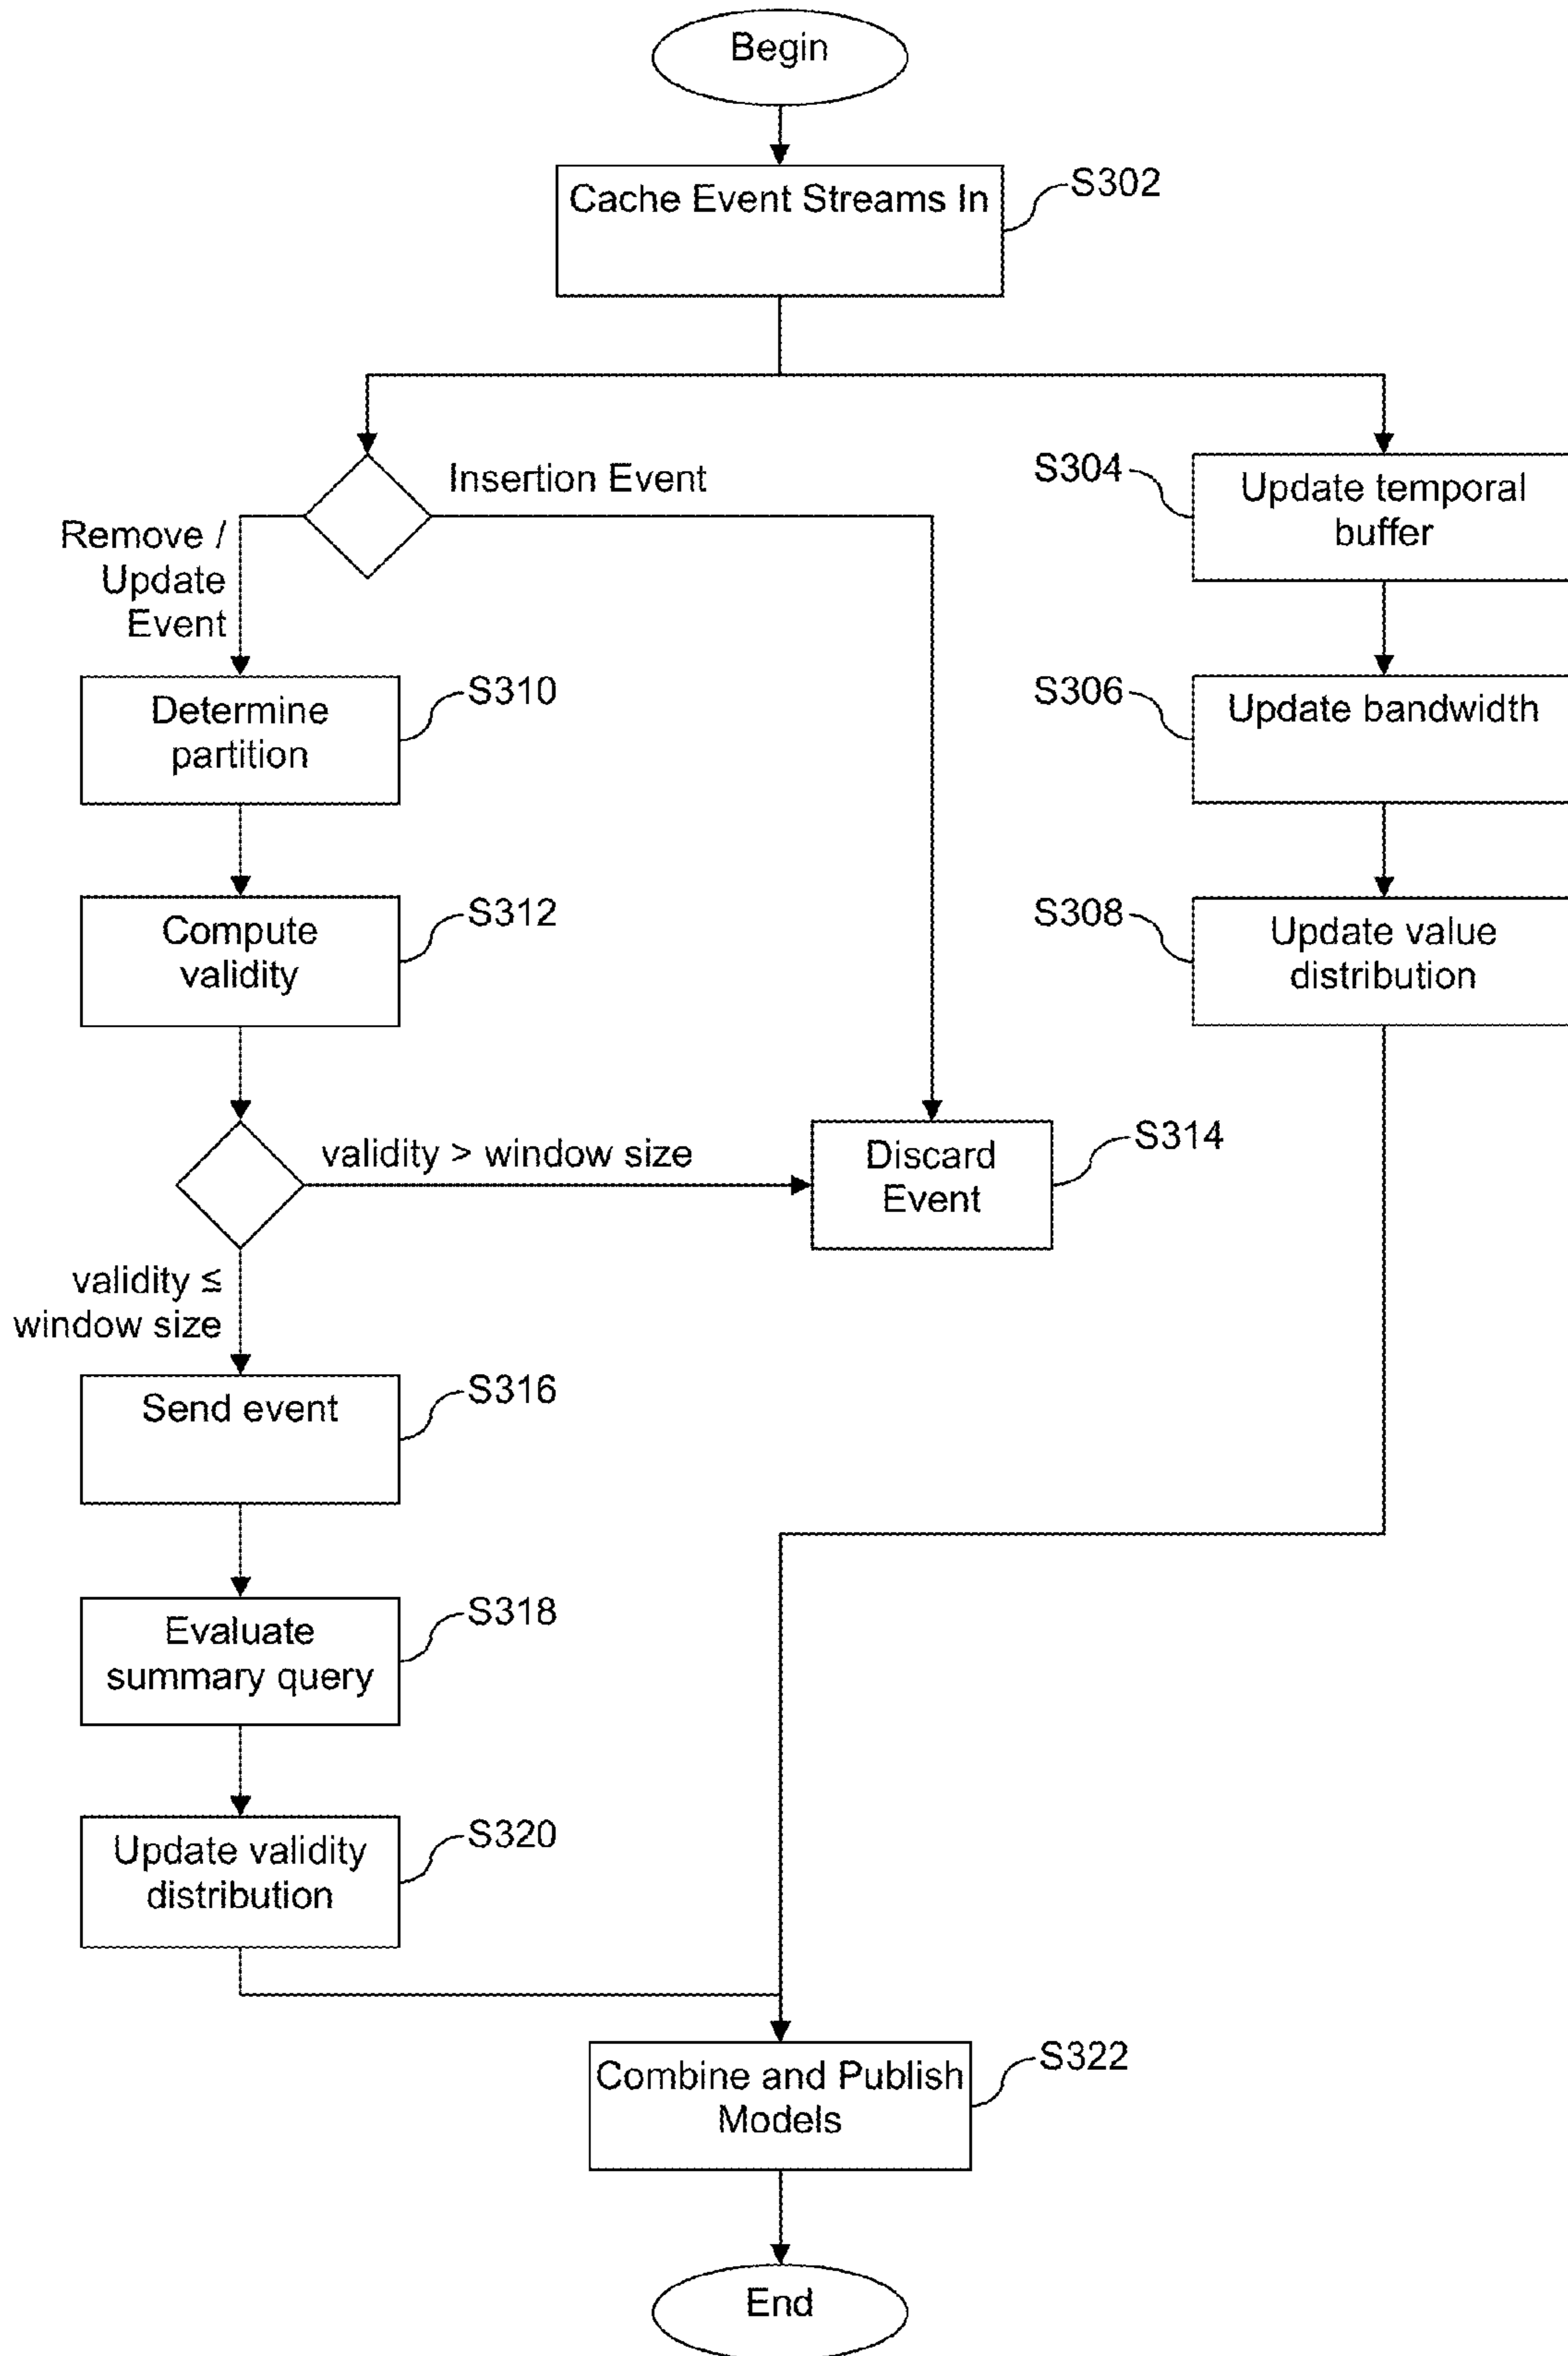 Begin
Cache Event Streams In
S302
Insertion Event
Remove /
Update
Event
S304
Update temporal
buffer
S310
Determine
partition
S306
Update bandwidth
S312
Compute
validity
S308
Update value
distribution
validity > window size
Discard
Event
S314
validity ≤
window size
Send event
S316
Evaluate
summary query
S318
Update validity
distribution
S320
Combine and Publish
Models
S322
End